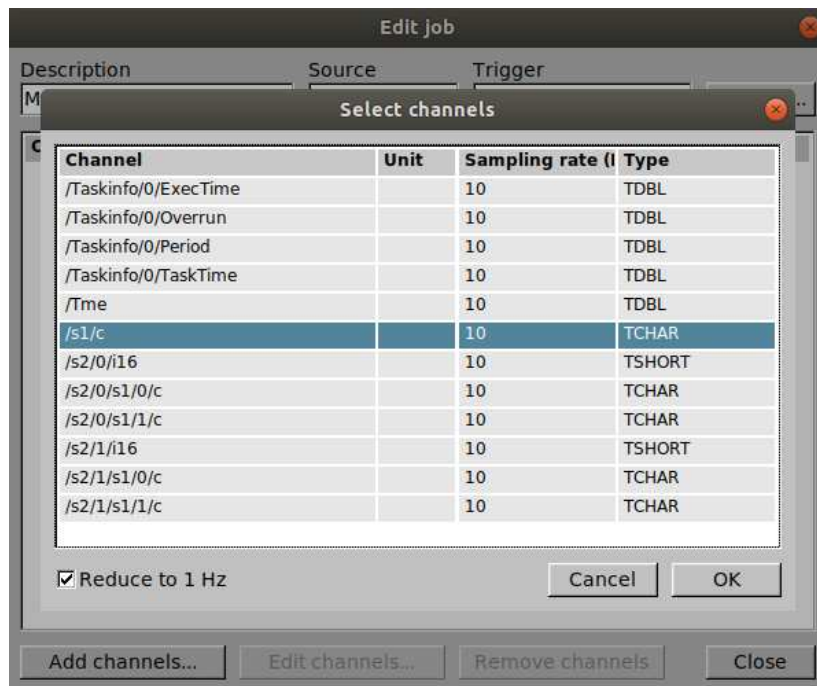 Edit job
Description Source Trigger
M ..
Select channels
C
Channel Unit Sampling rate ( Type
/Taskinfo/0/ExecTime 10 TDBL
/Taskinfo/0/Overrun 10 TDBL
/Taskinfo/0/Period 10 TDBL
/Taskinfo/0/TaskTime 10 TDBL
/Tme 10 TDBL
/s1/c 10 TCHAR
/s2/0/i16 10 TSHORT
/s2/0/s1/0/c 10 TCHAR
/s2/0/s1/1/c 10 TCHAR
/s2/1/i16 10 TSHORT
/s2/1/s1/0/c 10 TCHAR
/s2/1/s1/1/c 10 TCHAR
Reduce to 1 Hz Cancel OK
Add channels... Edit channels... Remove channels Close